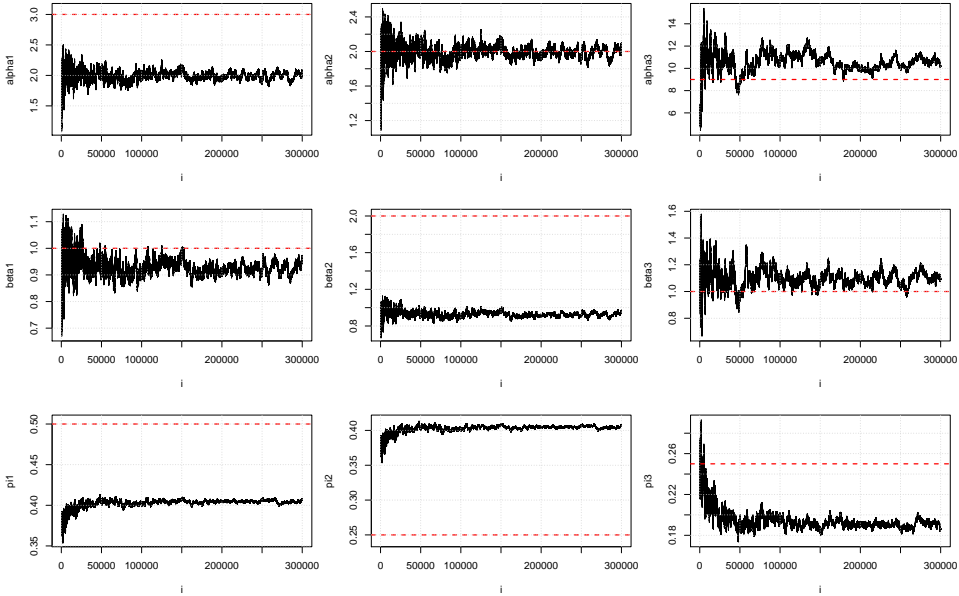 alpha1
1.5 2.0 2.5 3.0
0 50000 100000 200000 300000
i
alpha2
1.2 1.6 2.0 2.4
0 50000 100000 200000 300000
i
alpha3
6 8 10 12 14
0 50000 100000 200000 300000
i
beta1
0.7 0.8 0.9 1.0 1.1
0 50000 100000 200000 300000
i
beta2
0.8 1.2 1.6 2.0
0 50000 100000 200000 300000
i
beta3
0.8 1.0 1.2 1.4 1.6
0 50000 100000 200000 300000
i
pi1
0.35 0.40 0.45 0.50
0 50000 100000 200000 300000
i
pi2
0.25 0.30 0.35 0.40
0 50000 100000 200000 300000
i
pi3
0.18 0.22 0.26
0 50000 100000 200000 300000
i